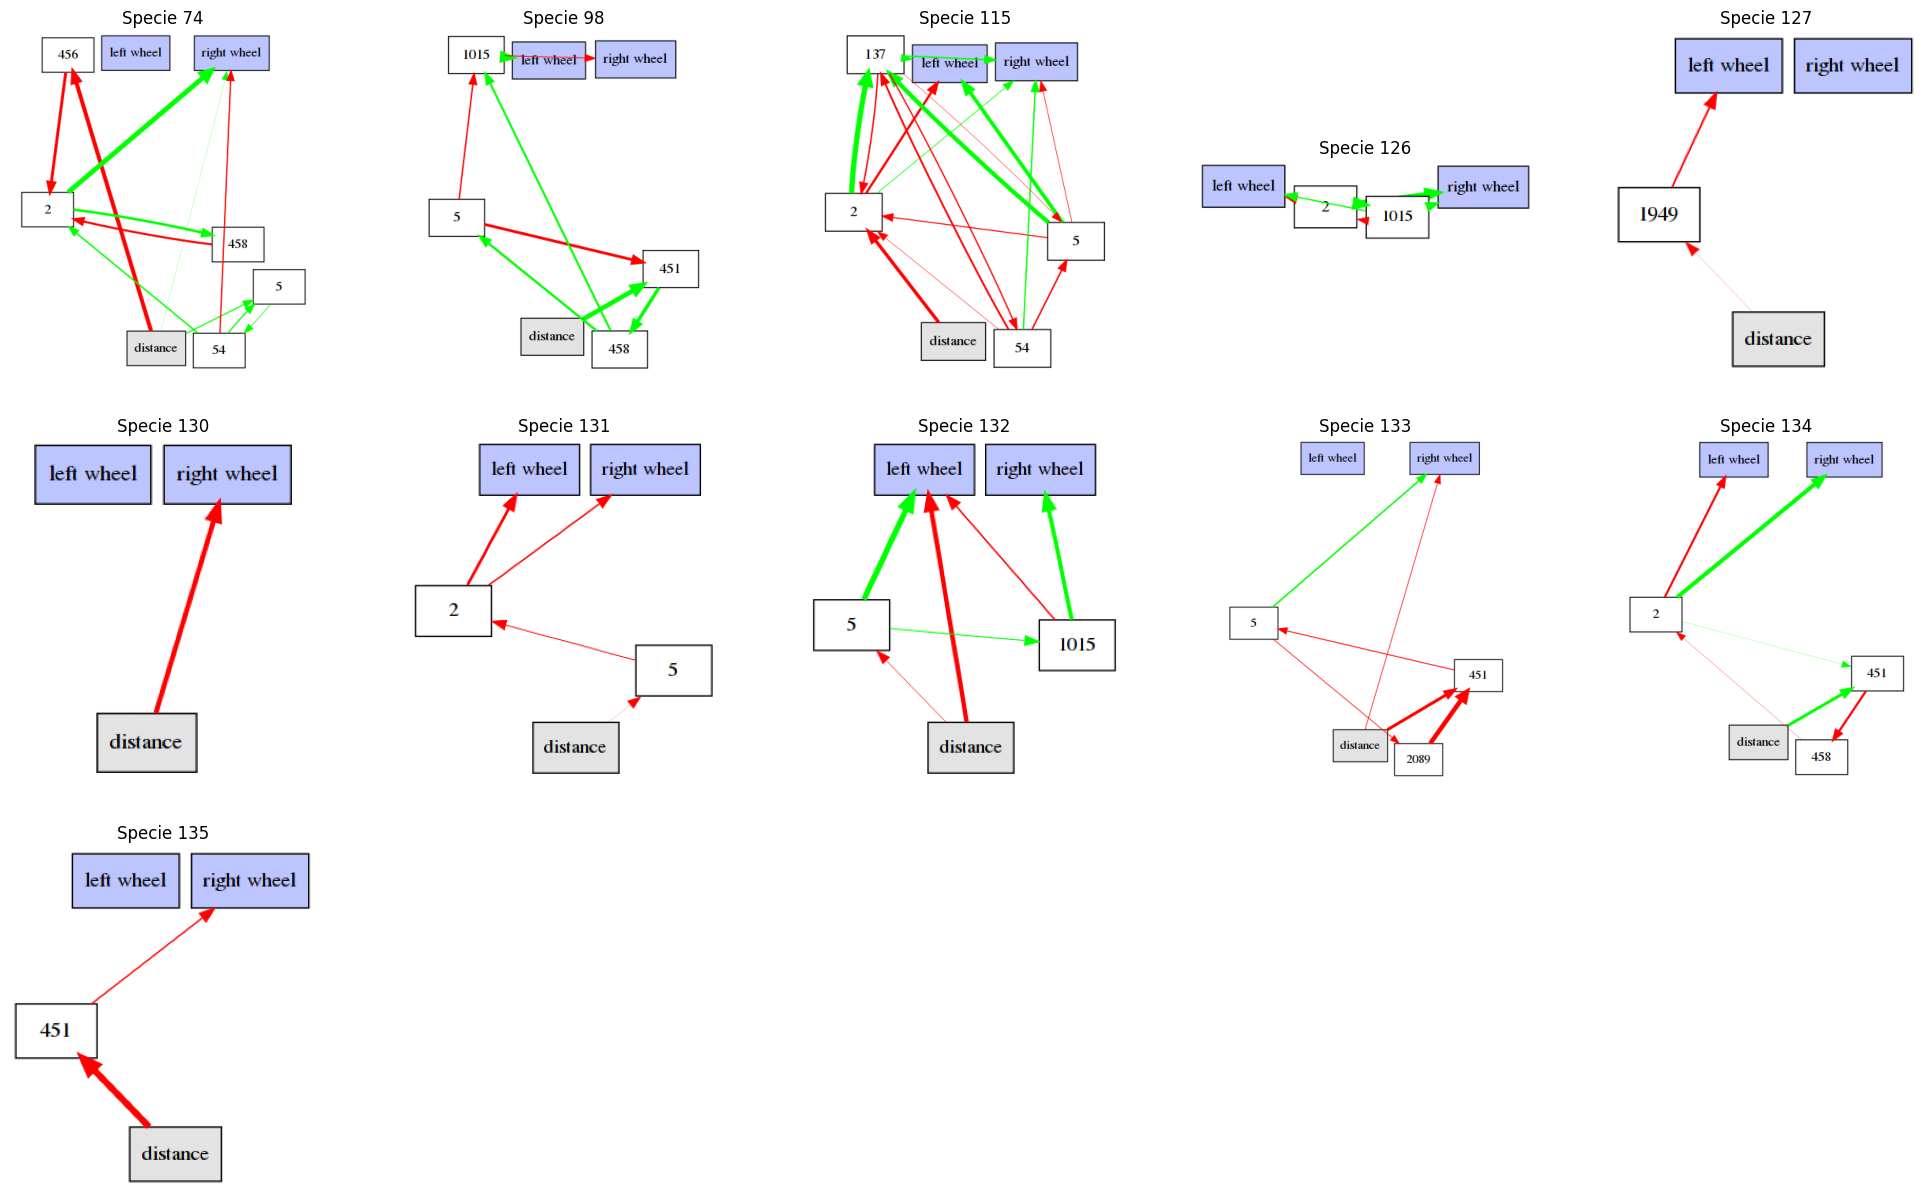 Specie 74
456
left wheel
right wheel
2
458
5
distance
54
Specie 98
1015
left wheel
right wheel
5
451
distance
458
Specie 115
137
left wheel
right wheel
2
5
distance
54
Specie 126
left wheel
2
1015
right wheel
Specie 127
left wheel
right wheel
1949
distance
Specie 130
left wheel
right wheel
distance
Specie 131
left wheel
right wheel
2
5
distance
Specie 132
left wheel
right wheel
5
1015
distance
Specie 133
left wheel
right wheel
5
451
distance
2089
Specie 134
left wheel
right wheel
2
451
distance
458
Specie 135
left wheel
right wheel
451
distance